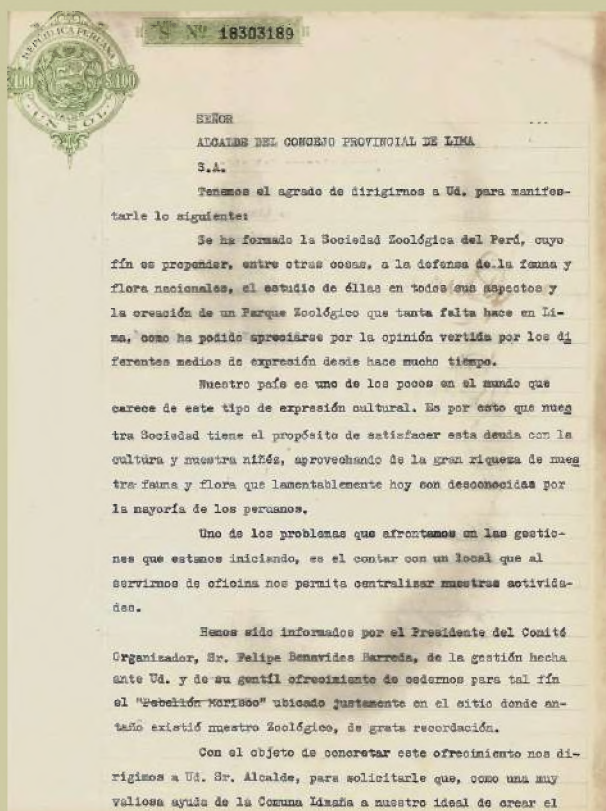 REPÚBLICA PERUANA
S/100 S/100
UN SOL
S Nº 18303189
SEÑOR
ALCALDE DEL CONCEJO PROVINCIAL DE LIMA
S.A.
Tenemos el agrado de dirigirnos a Ud. para manifes-
tarle lo siguiente:
Se ha formado la Sociedad Zoológica del Perú, cuyo
fín es propender, entre otras cosas, a la defensa de la fauna y
flora nacionales, el estudio de éllas en todos sus aspectos y
la creación de un Parque Zoológico que tanta falta hace en Li-
ma, como ha podido apreciarse por la opinión vertida por los di
ferentes medios de expresión desde hace mucho tiempo.
Nuestro país es uno de los pocos en el mundo que
carece de este tipo de expresión cultural. Es por esto que nues
tra Sociedad tiene el propósito de satisfacer esta deuda con la
cultúra y nuestra niñéz, aprovechando de la gran riqueza de nues
tra fauna y flora que lamentablemente hoy son desconocidas por
la mayoría de los peruanos.
Uno de los problemas que afrontamos en las gestio-
nes que estamos iniciando, es el contar con un local que al
servirnos de oficina nos permita centralizar nuestras activida-
des.
Hemos sido informados por el Presidente del Comité
Organizador, Sr. Felipe Benavides Barreda, de la gestión hecha
ante Ud. y de su gentíl ofrecimiento de cedernos para tal fín
el "Pabellón Morisco" ubicado justamente en el sitio donde an-
taño existió nuestro Zoológico, de grata recordación.
Con el objeto de concretar este ofrecimiento nos di-
rigimos a Ud. Sr. Alcalde, para solicitarle que, como una muy
valiosa ayuda de la Comuna Limeña a nuestro ideal de crear el